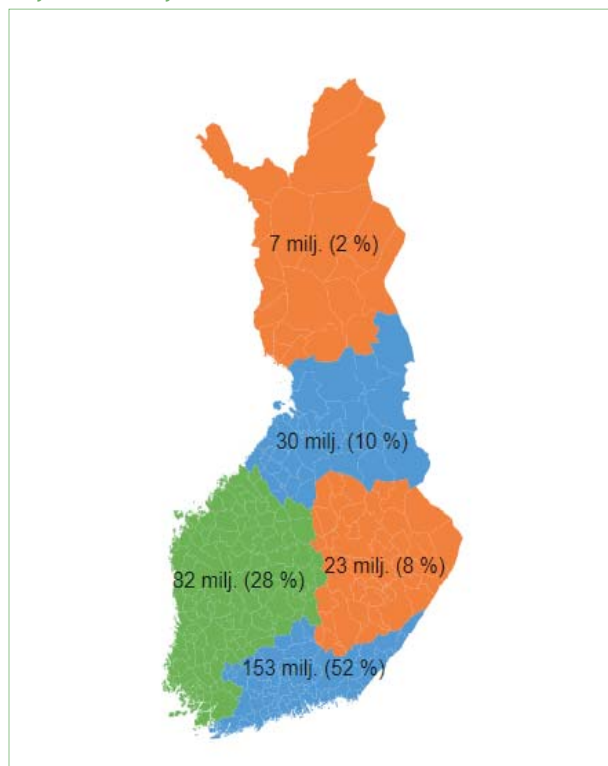 7 milj. (2 %)
30 milj. (10 %)
82 milj. (28 %)
23 milj. (8 %)
153 milj. (52 %)